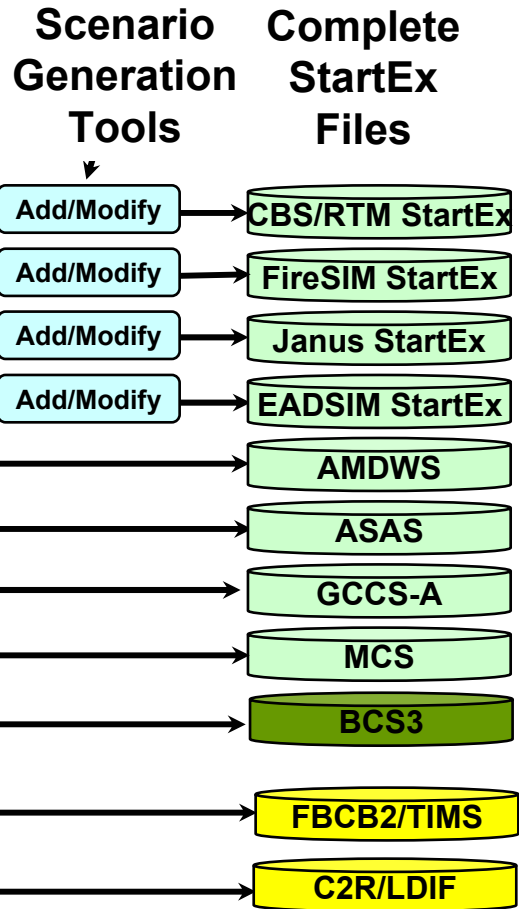 Scenario Generation Tools
Complete StartEx Files
Add/Modify
CBS/RTM StartEx
Add/Modify
FireSIM StartEx
Add/Modify
Janus StartEx
Add/Modify
EADSIM StartEx
AMDWS
ASAS
GCCS-A
MCS
BCS3
FBCB2/TIMS
C2R/LDIF